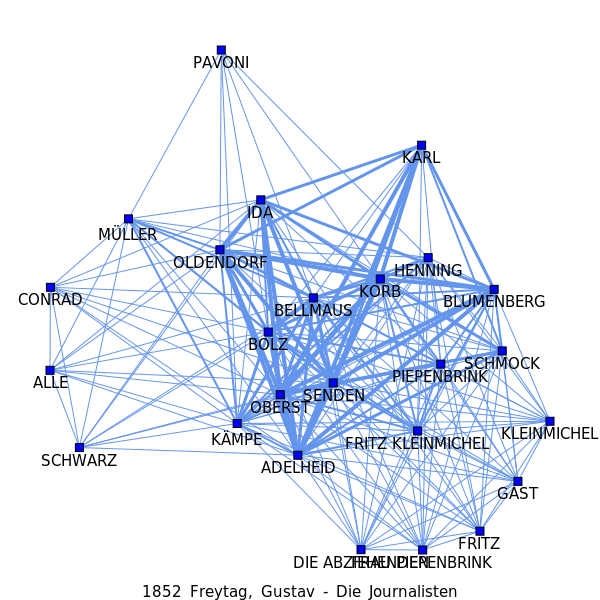 PAVONI
KARL
IDA
MÜLLER
OLDENDORF
HENNING
CONRAD
KORB
BLUMENBERG
BELLMAUS
BOLZ
SCHMOCK
PIEPENBRINK
ALLE
SENDEN
OBERST
KLEINMICHEL
KÄMPE
FRITZ KLEINMICHEL
SCHWARZ
ADELHEID
GAST
FRITZ
DIE ABZIEHENDEN
FRAU PIEPENBRINK
1852 Freytag, Gustav - Die Journalisten